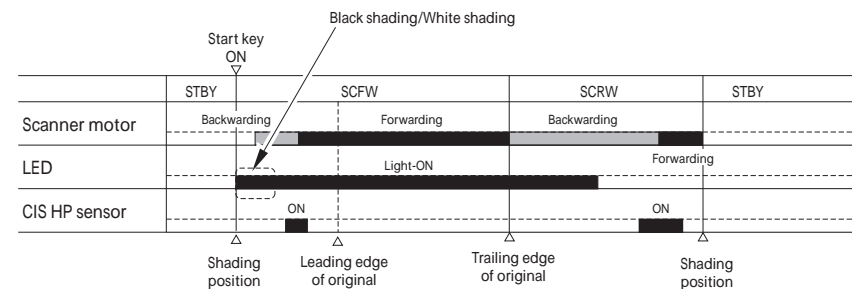 Black shading/White shading
Start key
ON
STBY SCFW SCRW STBY
Scanner motor Backwarding Forwarding Backwarding
Forwarding
LED Light-ON
CIS HP sensor ON ON
Shading
position
Leading edge
of original
Trailing edge
of original
Shading
position